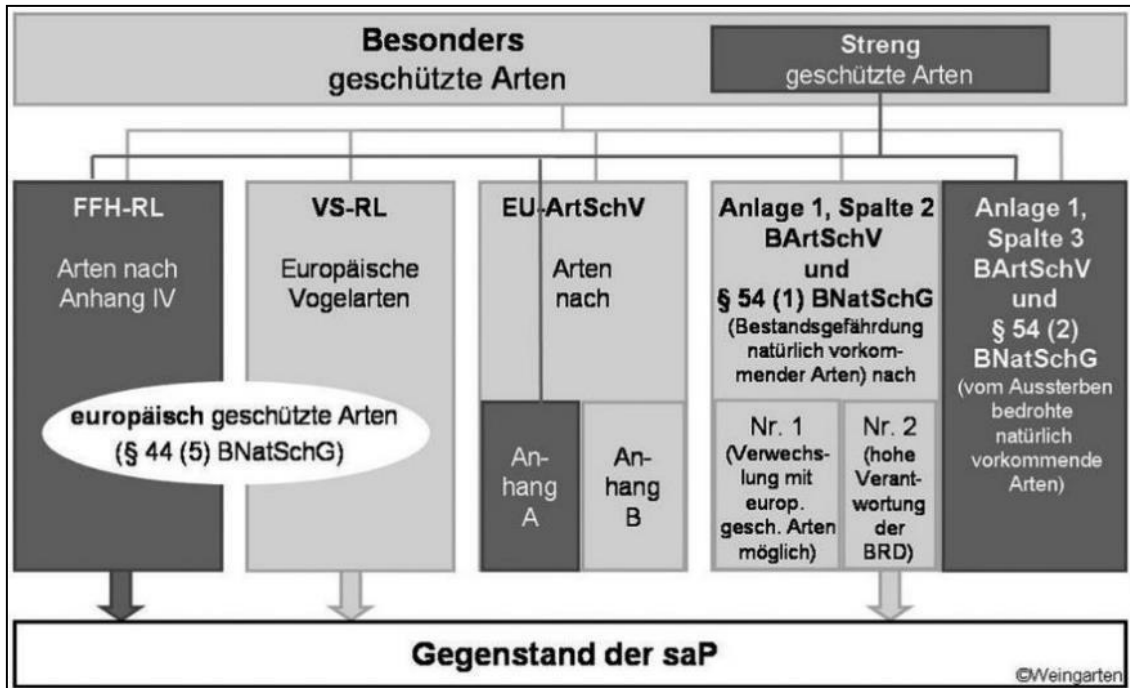 Besonders
geschützte Arten
Streng
geschützte Arten
FFH-RL
Arten nach
Anhang IV
VS-RL
Europäische
Vogelarten
europäisch geschützte Arten
(§ 44 (5) BNatSchG)
EU-ArtSchV
Arten
nach
An-
hang
A
An-
hang
B
Anlage 1, Spalte 2
BArtSchV
und
§ 54 (1) BNatSchG
(Bestandsgefährdung
natürlich vorkom-
mender Arten) nach
Nr. 1
(Verwechs-
lung mit
europ.
gesch. Arten
möglich)
Nr. 2
(hohe
Verant-
wortung
der
BRD)
Anlage 1,
Spalte 3
BArtSchV
und
§ 54 (2)
BNatSchG
(vom Aussterben
bedrohte
natürlich
vorkommende
Arten)
Gegenstand der saP
©Weingarten